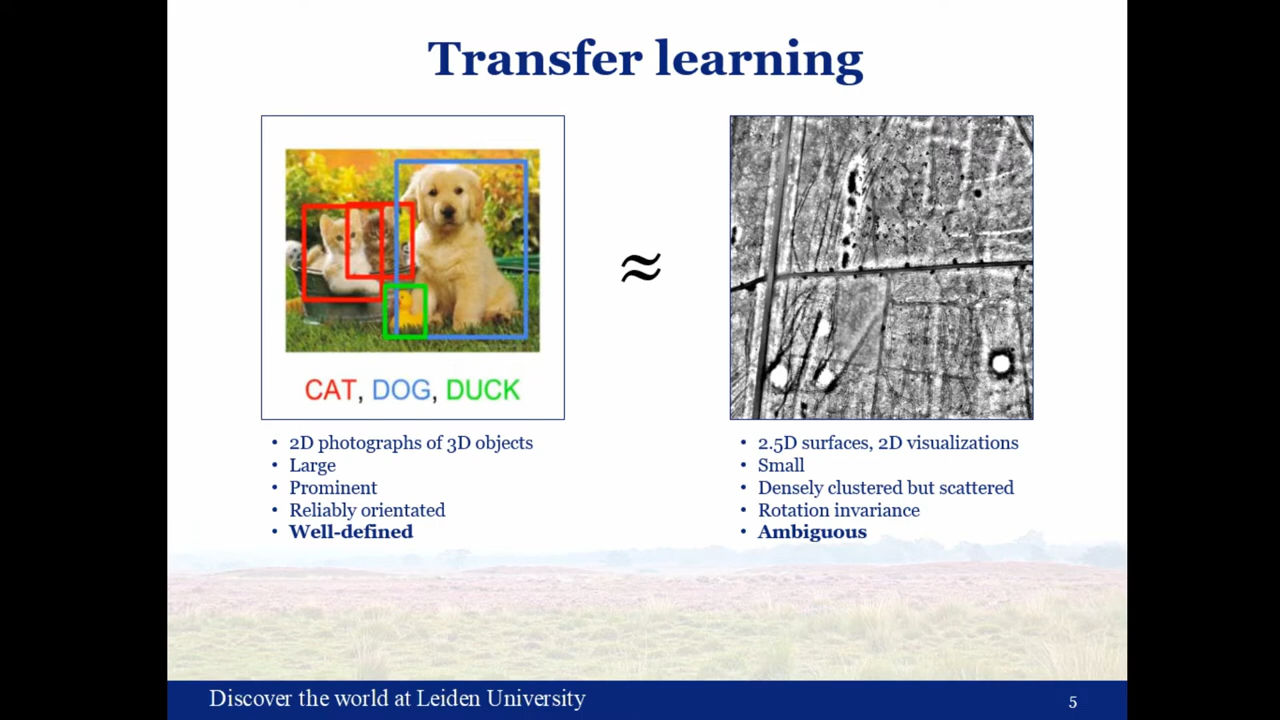 Transfer learning
CAT, DOG, DUCK
≈
• 2D photographs of 3D objects
• Large
• Prominent
• Reliably orientated
• Well-defined
• 2.5D surfaces, 2D visualizations
• Small
• Densely clustered but scattered
• Rotation invariance
• Ambiguous
Discover the world at Leiden University
5